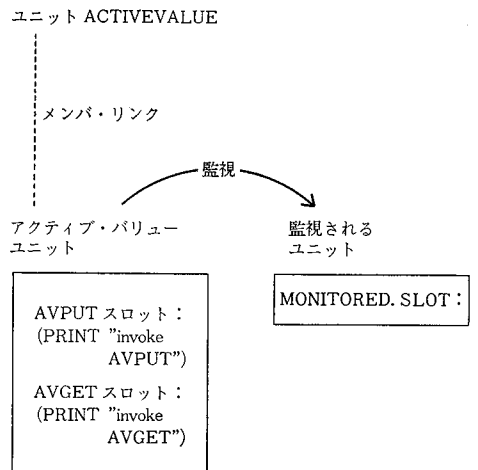 ユニット ACTIVEVALUE
メンバ・リンク
監視
アクティブ・バリュー
ユニット
監視される
ユニット
MONITORED. SLOT：
AVPUT スロット：
(PRINT ”invoke
AVPUT”)
AVGET スロット：
(PRINT ”invoke
AVGET”)